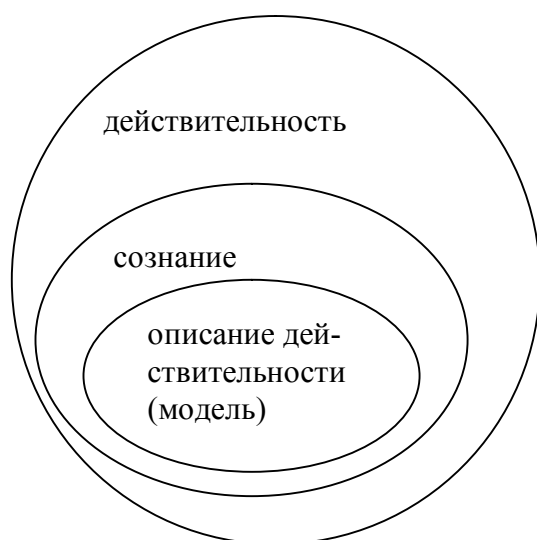 действительность
сознание
описание дей-
ствительности
(модель)